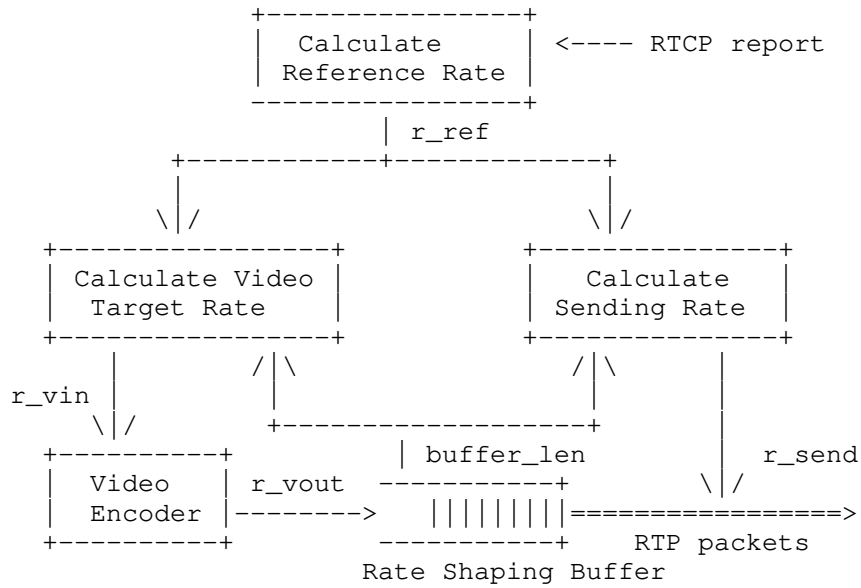 Calculate <---- RTCP report
Reference Rate
r_ref
Calculate Video Calculate
Target Rate Sending Rate
r_vin
buffer_len r_send
Video r_vout
Encoder
RTP packets
Rate Shaping Buffer